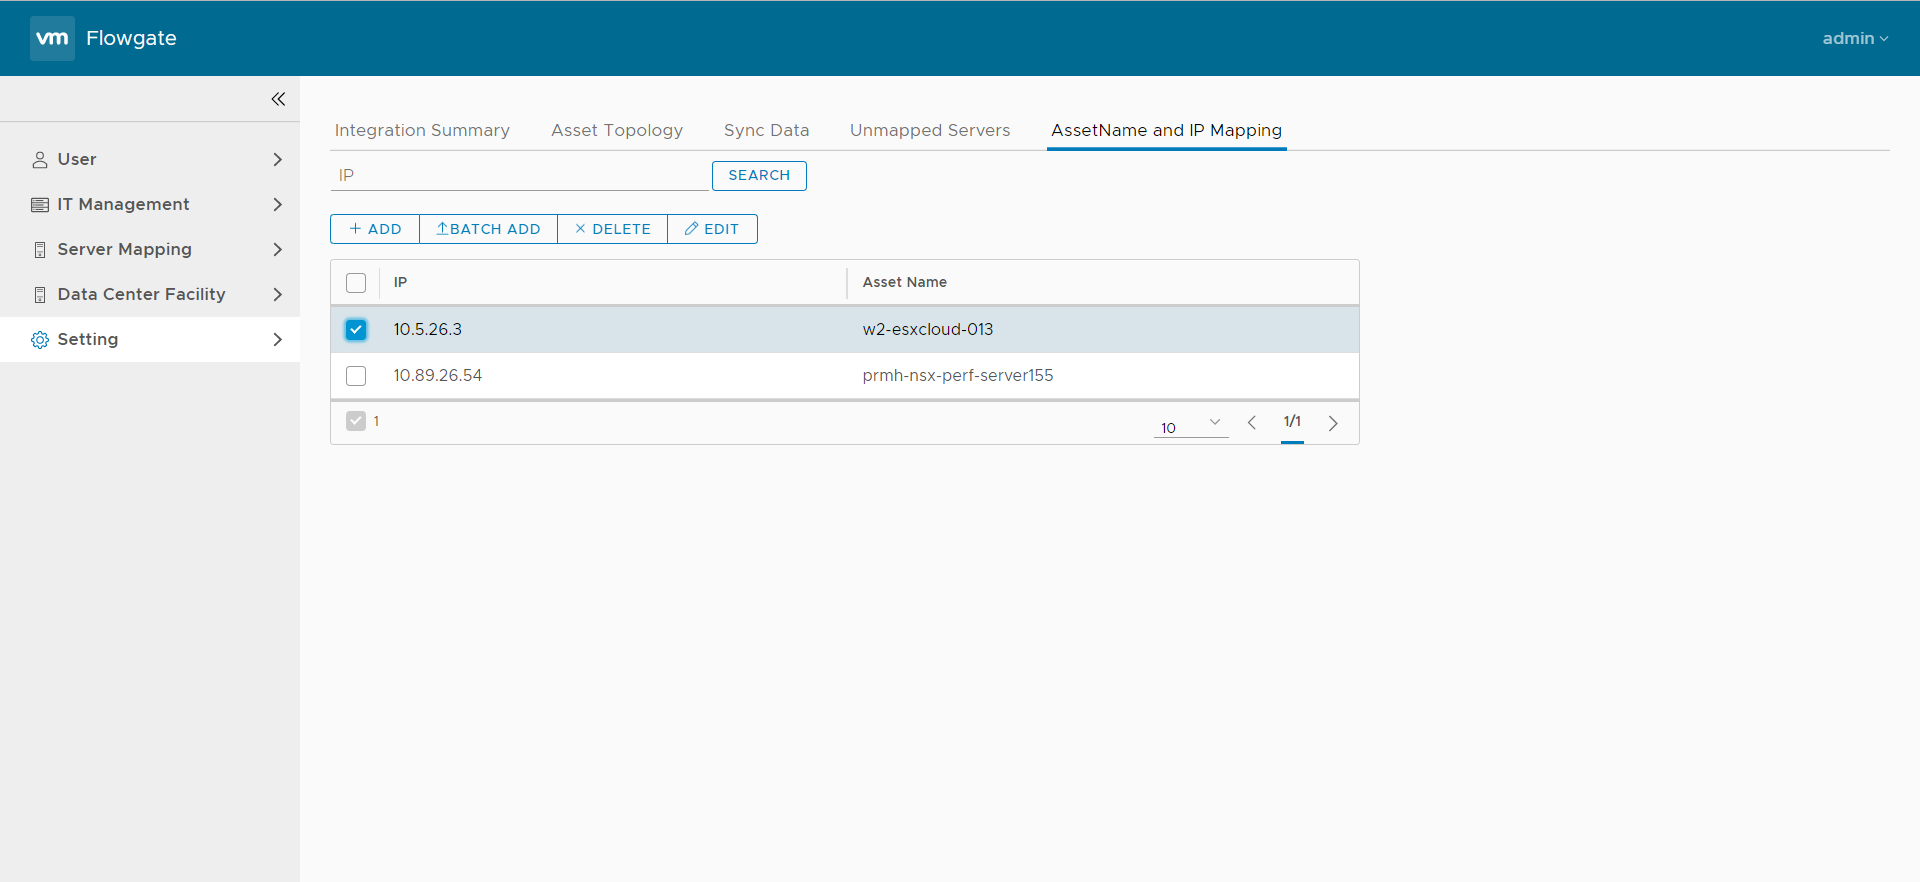 vm Flowgate admin
Integration Summary Asset Topology Sync Data Unmapped Servers AssetName and IP Mapping
User
IP SEARCH
IT Management
+ ADD BATCH ADD × DELETE EDIT
Server Mapping
IP Asset Name
Data Center Facility
10.5.26.3 w2-esxcloud-013
Setting
10.89.26.54 prmh-nsx-perf-server155
1 10 1/1